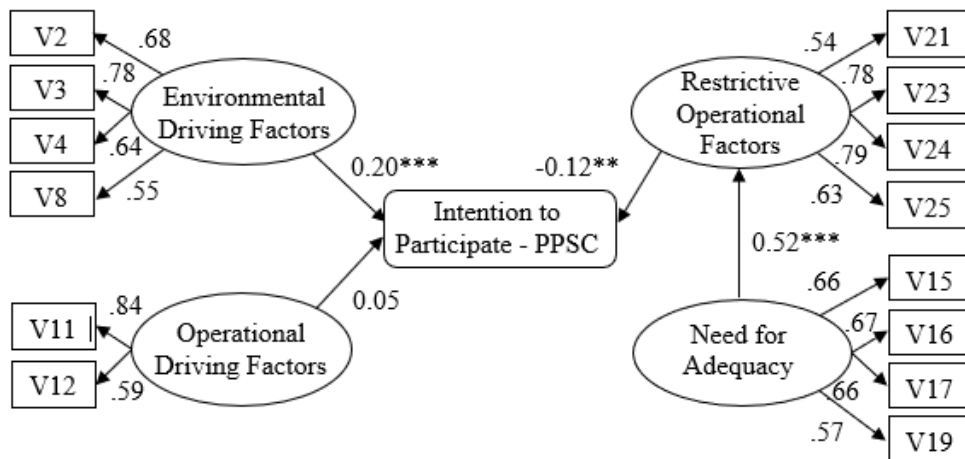 V2
.68
V3
.78
V4
.64
V8
.55
Environmental
Driving Factors
0.20***
V11
.84
V12
.59
Operational
Driving Factors
0.05
Intention to
Participate - PPSC
-0.12**
Restrictive
Operational
Factors
.54
V21
.78
V23
.79
V24
.63
V25
0.52***
Need for
Adequacy
.66
V15
.67
V16
.66
V17
.57
V19